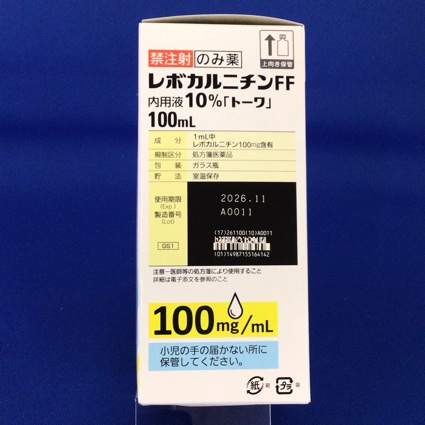 禁注射 のみ薬
上向き保管
レボカルニチンFF
内用液10%「トーワ」
100mL
成分 1mL中
レボカルニチン100mg含有
規制区分 処方箋医薬品
包装 ガラス瓶
貯法 室温保存
使用期限 2026.11
(Exp.)
製造番号 A0011
(Lot)
(17)261100(10)A0011
GS1
(01)14987155164142
注意-医師等の処方箋により使用すること
詳細は電子添文を参照のこと
100mg/mL
小児の手の届かない所に
保管してください。
紙 箱 プラ 袋